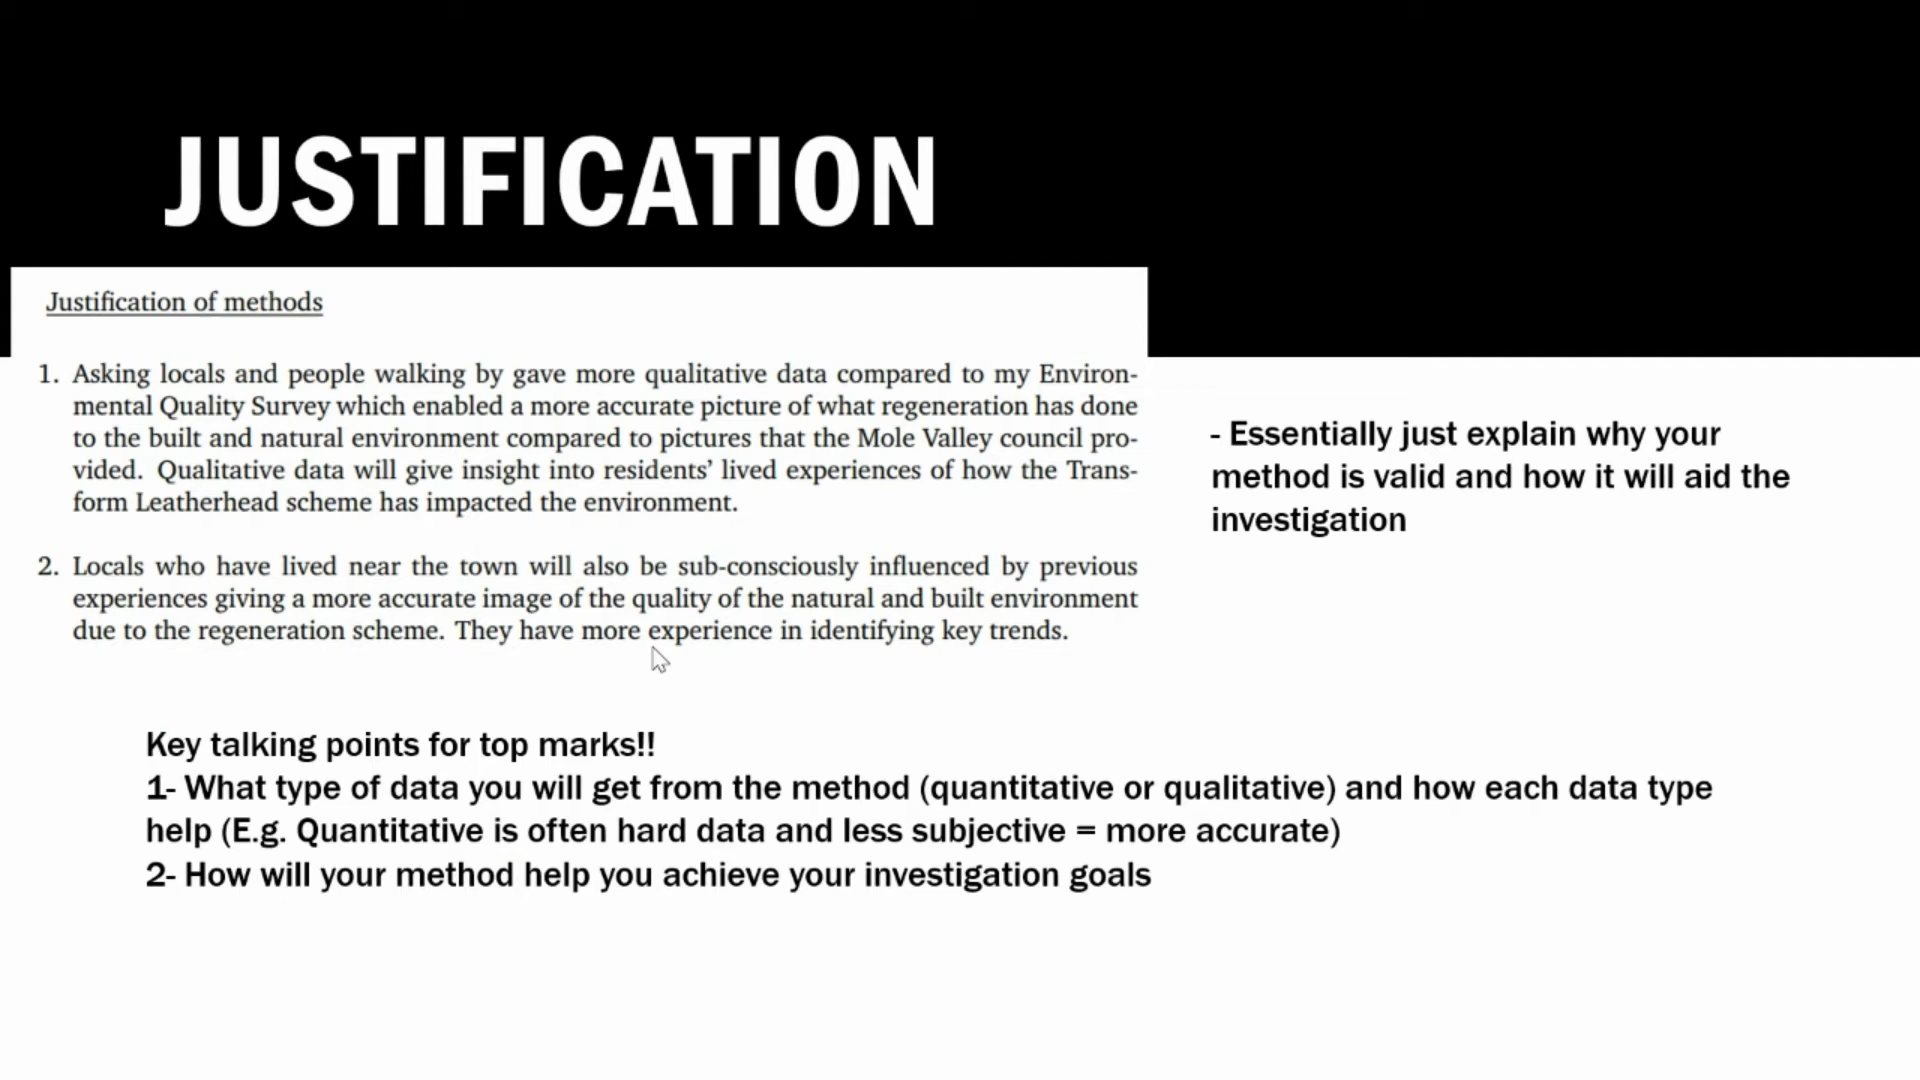 JUSTIFICATION
Justification of methods
1. Asking locals and people walking by gave more qualitative data compared to my Environ-
mental Quality Survey which enabled a more accurate picture of what regeneration has done
to the built and natural environment compared to pictures that the Mole Valley council pro-
vided. Qualitative data will give insight into residents’ lived experiences of how the Trans-
form Leatherhead scheme has impacted the environment.
2. Locals who have lived near the town will also be sub-consciously influenced by previous
experiences giving a more accurate image of the quality of the natural and built environment
due to the regeneration scheme. They have more experience in identifying key trends.
- Essentially just explain why your
method is valid and how it will aid the
investigation
Key talking points for top marks!!
1- What type of data you will get from the method (quantitative or qualitative) and how each data type
help (E.g. Quantitative is often hard data and less subjective = more accurate)
2- How will your method help you achieve your investigation goals